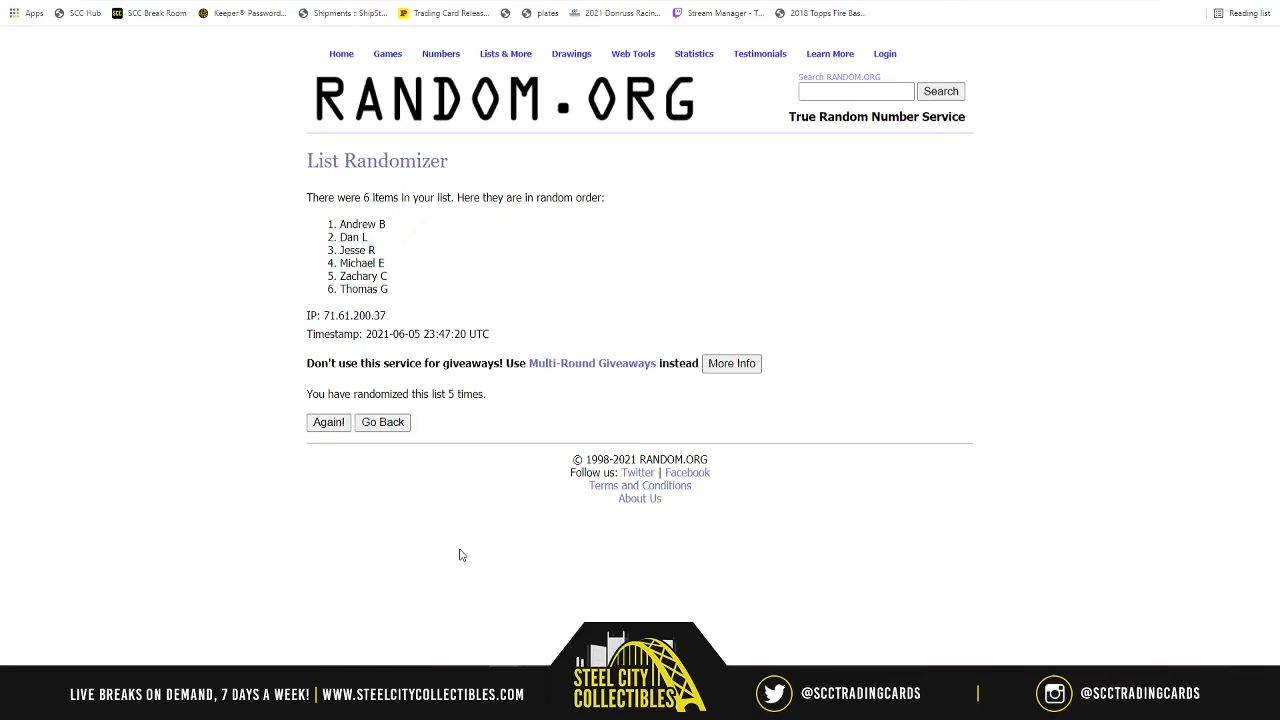 Apps SCC Hub SCC Break Room Keeper® Password... Shipments :: ShipSt... Trading Card Releas... plates 2021 Donruss Racin... Stream Manager - T... 2018 Topps Fire Bas... Reading list
Home Games Numbers Lists & More Drawings Web Tools Statistics Testimonials Learn More Login
RANDOM.ORG
Search RANDOM.ORG
Search
True Random Number Service
List Randomizer
There were 6 items in your list. Here they are in random order:
1. Andrew B
2. Dan L
3. Jesse R
4. Michael E
5. Zachary C
6. Thomas G
IP: 71.61.200.37
Timestamp: 2021-06-05 23:47:20 UTC
Don't use this service for giveaways! Use Multi-Round Giveaways instead More Info
You have randomized this list 5 times.
Again! Go Back
© 1998-2021 RANDOM.ORG
Follow us: Twitter | Facebook
Terms and Conditions
About Us
LIVE BREAKS ON DEMAND, 7 DAYS A WEEK! | WWW.STEELCITYCOLLECTIBLES.COM
STEEL CITY
COLLECTIBLES
@SCCTRADINGCARDS | @SCCTRADINGCARDS